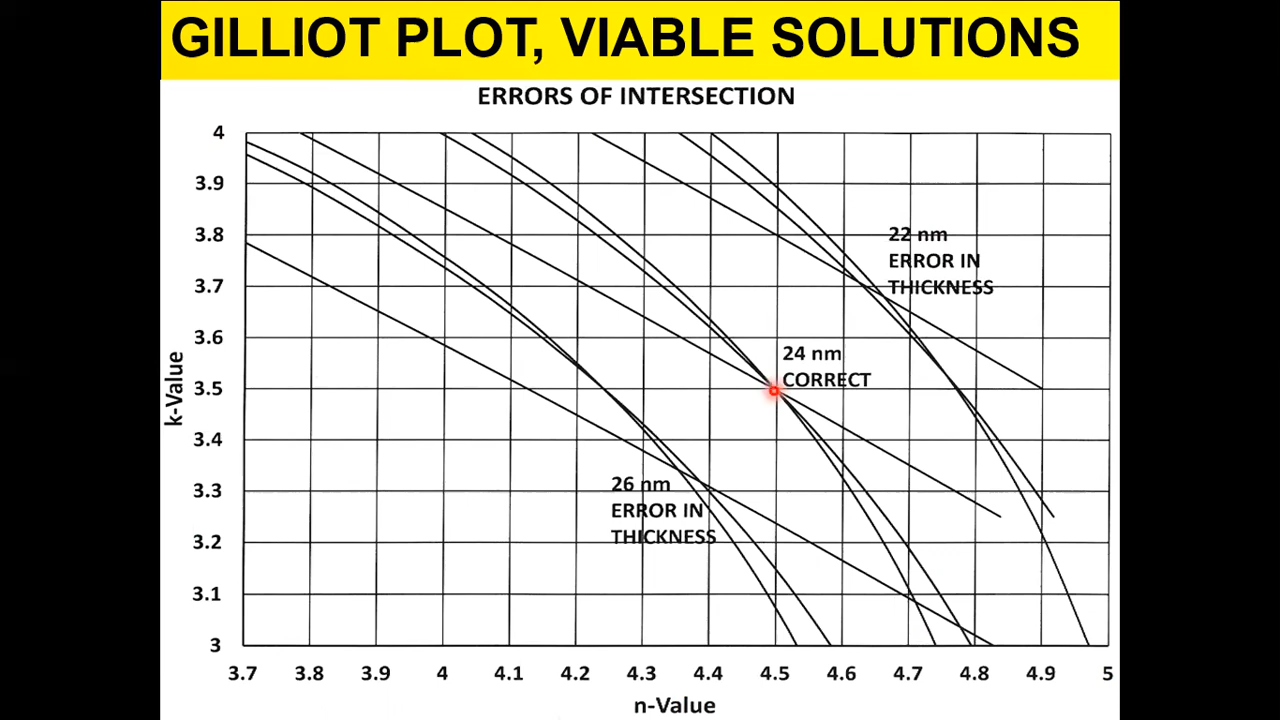 GILLIOT PLOT, VIABLE SOLUTIONS
ERRORS OF INTERSECTION
4
3.9
3.8
3.7
3.6
3.5
3.4
3.3
3.2
3.1
3
k-Value
22 nm
ERROR IN
THICKNESS
24 nm
CORRECT
26 nm
ERROR IN
THICKNESS
3.7 3.8 3.9 4 4.1 4.2 4.3 4.4 4.5 4.6 4.7 4.8 4.9 5
n-Value